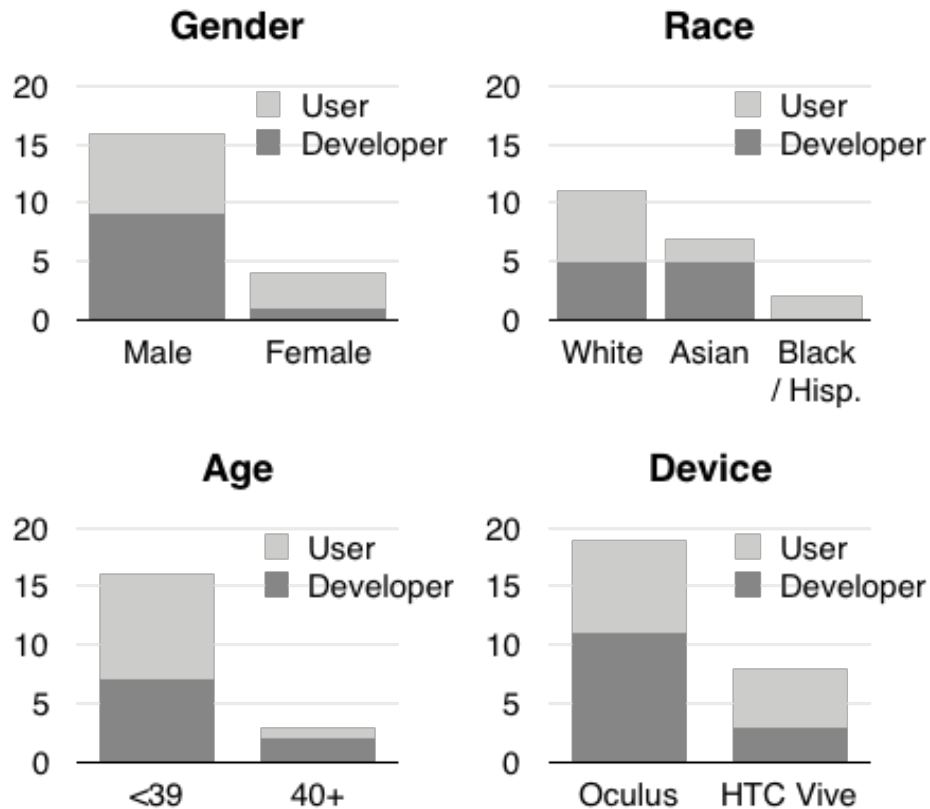 Gender
20
15
10
5
0
User
Developer
Male Female
Race
20
15
10
5
0
User
Developer
White Asian Black
/ Hisp.
Age
20
15
10
5
0
User
Developer
<39 40+
Device
20
15
10
5
0
User
Developer
Oculus HTC Vive